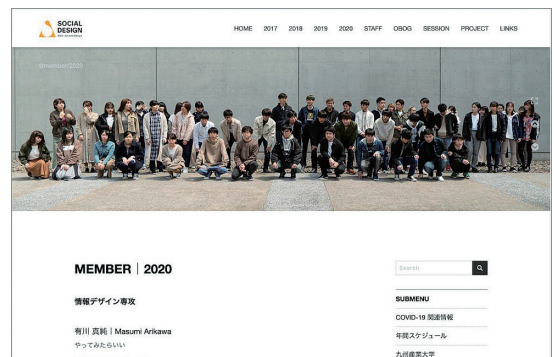 SOCIAL
DESIGN
HOME 2017 2018 2019 2020 STAFF OBOG SESSION PROJECT LINKS
MEMBER | 2020
Search
情報デザイン専攻
SUBMENU
COVID-19 関連情報
有川 真純 | Masumi Arikawa
やってみたらいい
年間スケジュール
九州産業大学